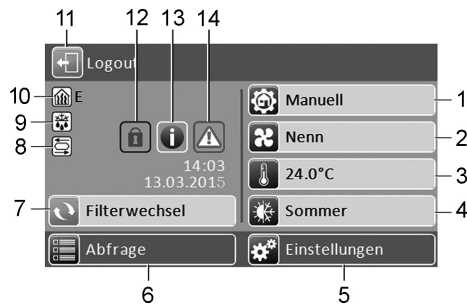 11 12 13 14
Logout
10 E
9
8
14:03
13.03.2015
7 Filterwechsel
Abfrage
6
Manuell 1
Nenn 2
24.0°C 3
Sommer 4
Einstellungen
5